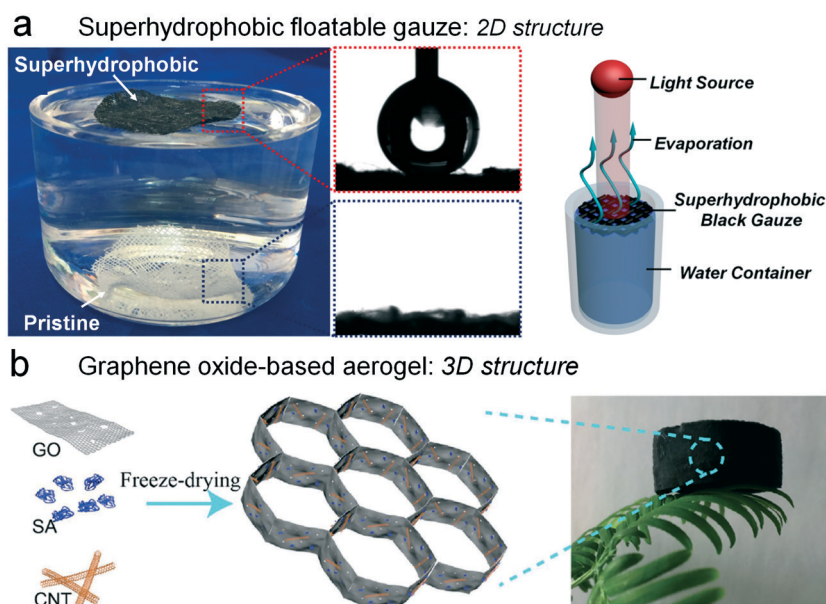 a Superhydrophobic floatable gauze: 2D structure
Superhydrophobic
Pristine
Light Source
Evaporation
Superhydrophobic
Black Gauze
Water Container
b Graphene oxide-based aerogel: 3D structure
GO
SA
CNT
Freeze-drying